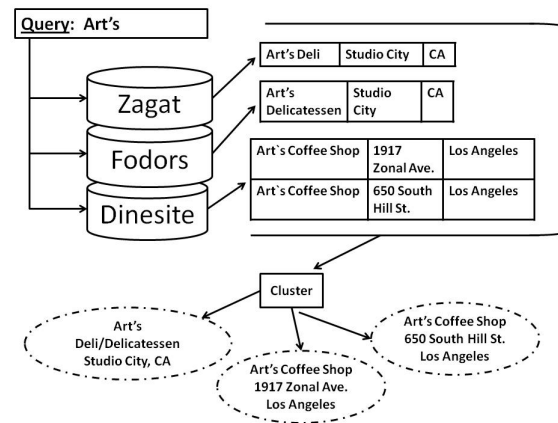 Query: Art's
Zagat
Fodors
Dinesite
Art's Deli Studio City CA
Art's Studio CA
Delicatessen City
Art`s Coffee Shop 1917 Los Angeles
Zonal Ave.
Art`s Coffee Shop 650 South Los Angeles
Hill St.
Cluster
Art's
Deli/Delicatessen
Studio City, CA
Art's Coffee Shop
1917 Zonal Ave.
Los Angeles
Art's Coffee Shop
650 South Hill St.
Los Angeles